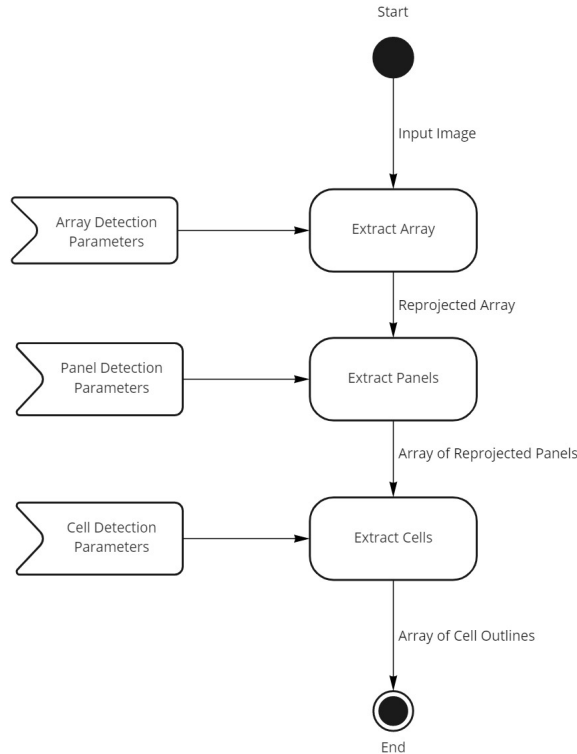 Start
Input Image
Array Detection
Parameters
Extract Array
Reprojected Array
Panel Detection
Parameters
Extract Panels
Array of Reprojected Panels
Cell Detection
Parameters
Extract Cells
Array of Cell Outlines
End